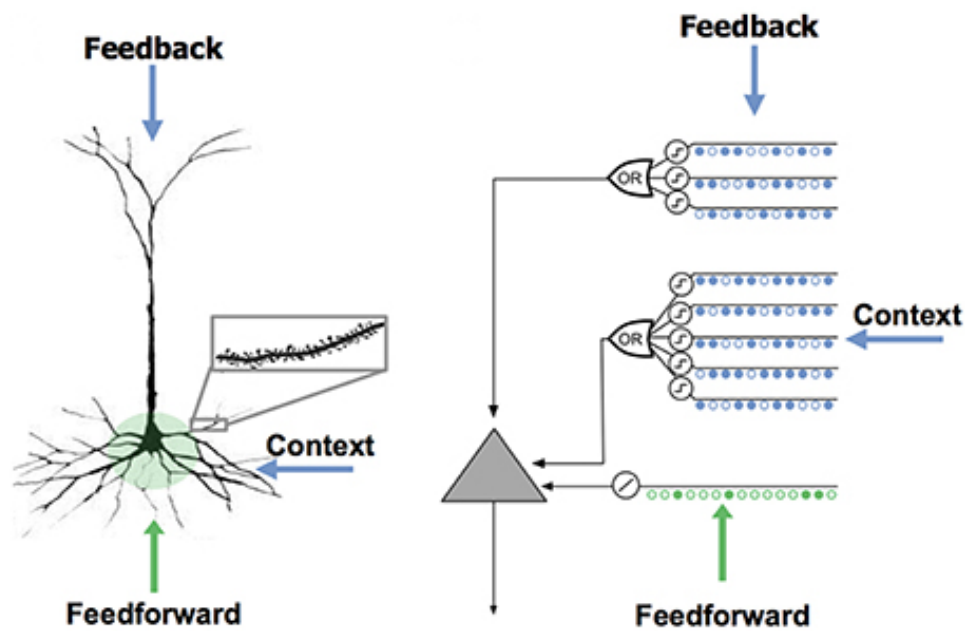 Feedback
Context
Feedforward
Feedback
OR
OR
Context
Feedforward